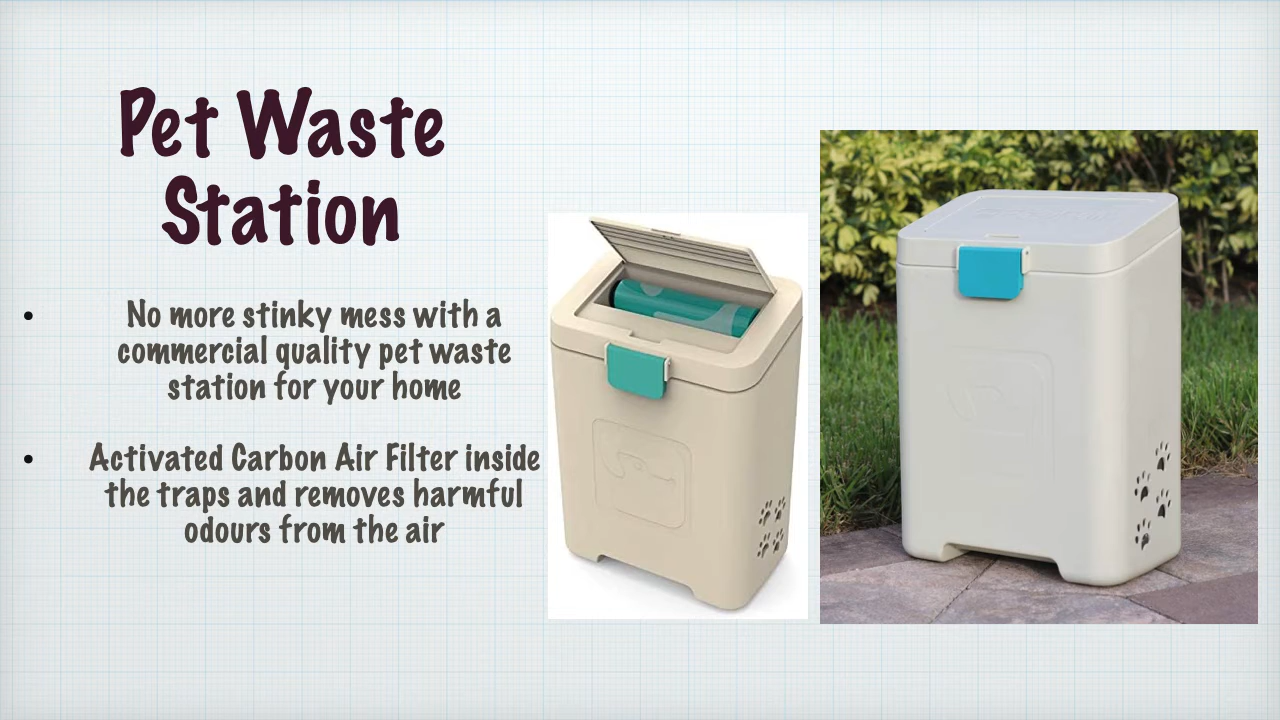 Pet Waste
Station
• No more stinky mess with a
commercial quality pet waste
station for your home
• Activated Carbon Air Filter inside
the traps and removes harmful
odours from the air